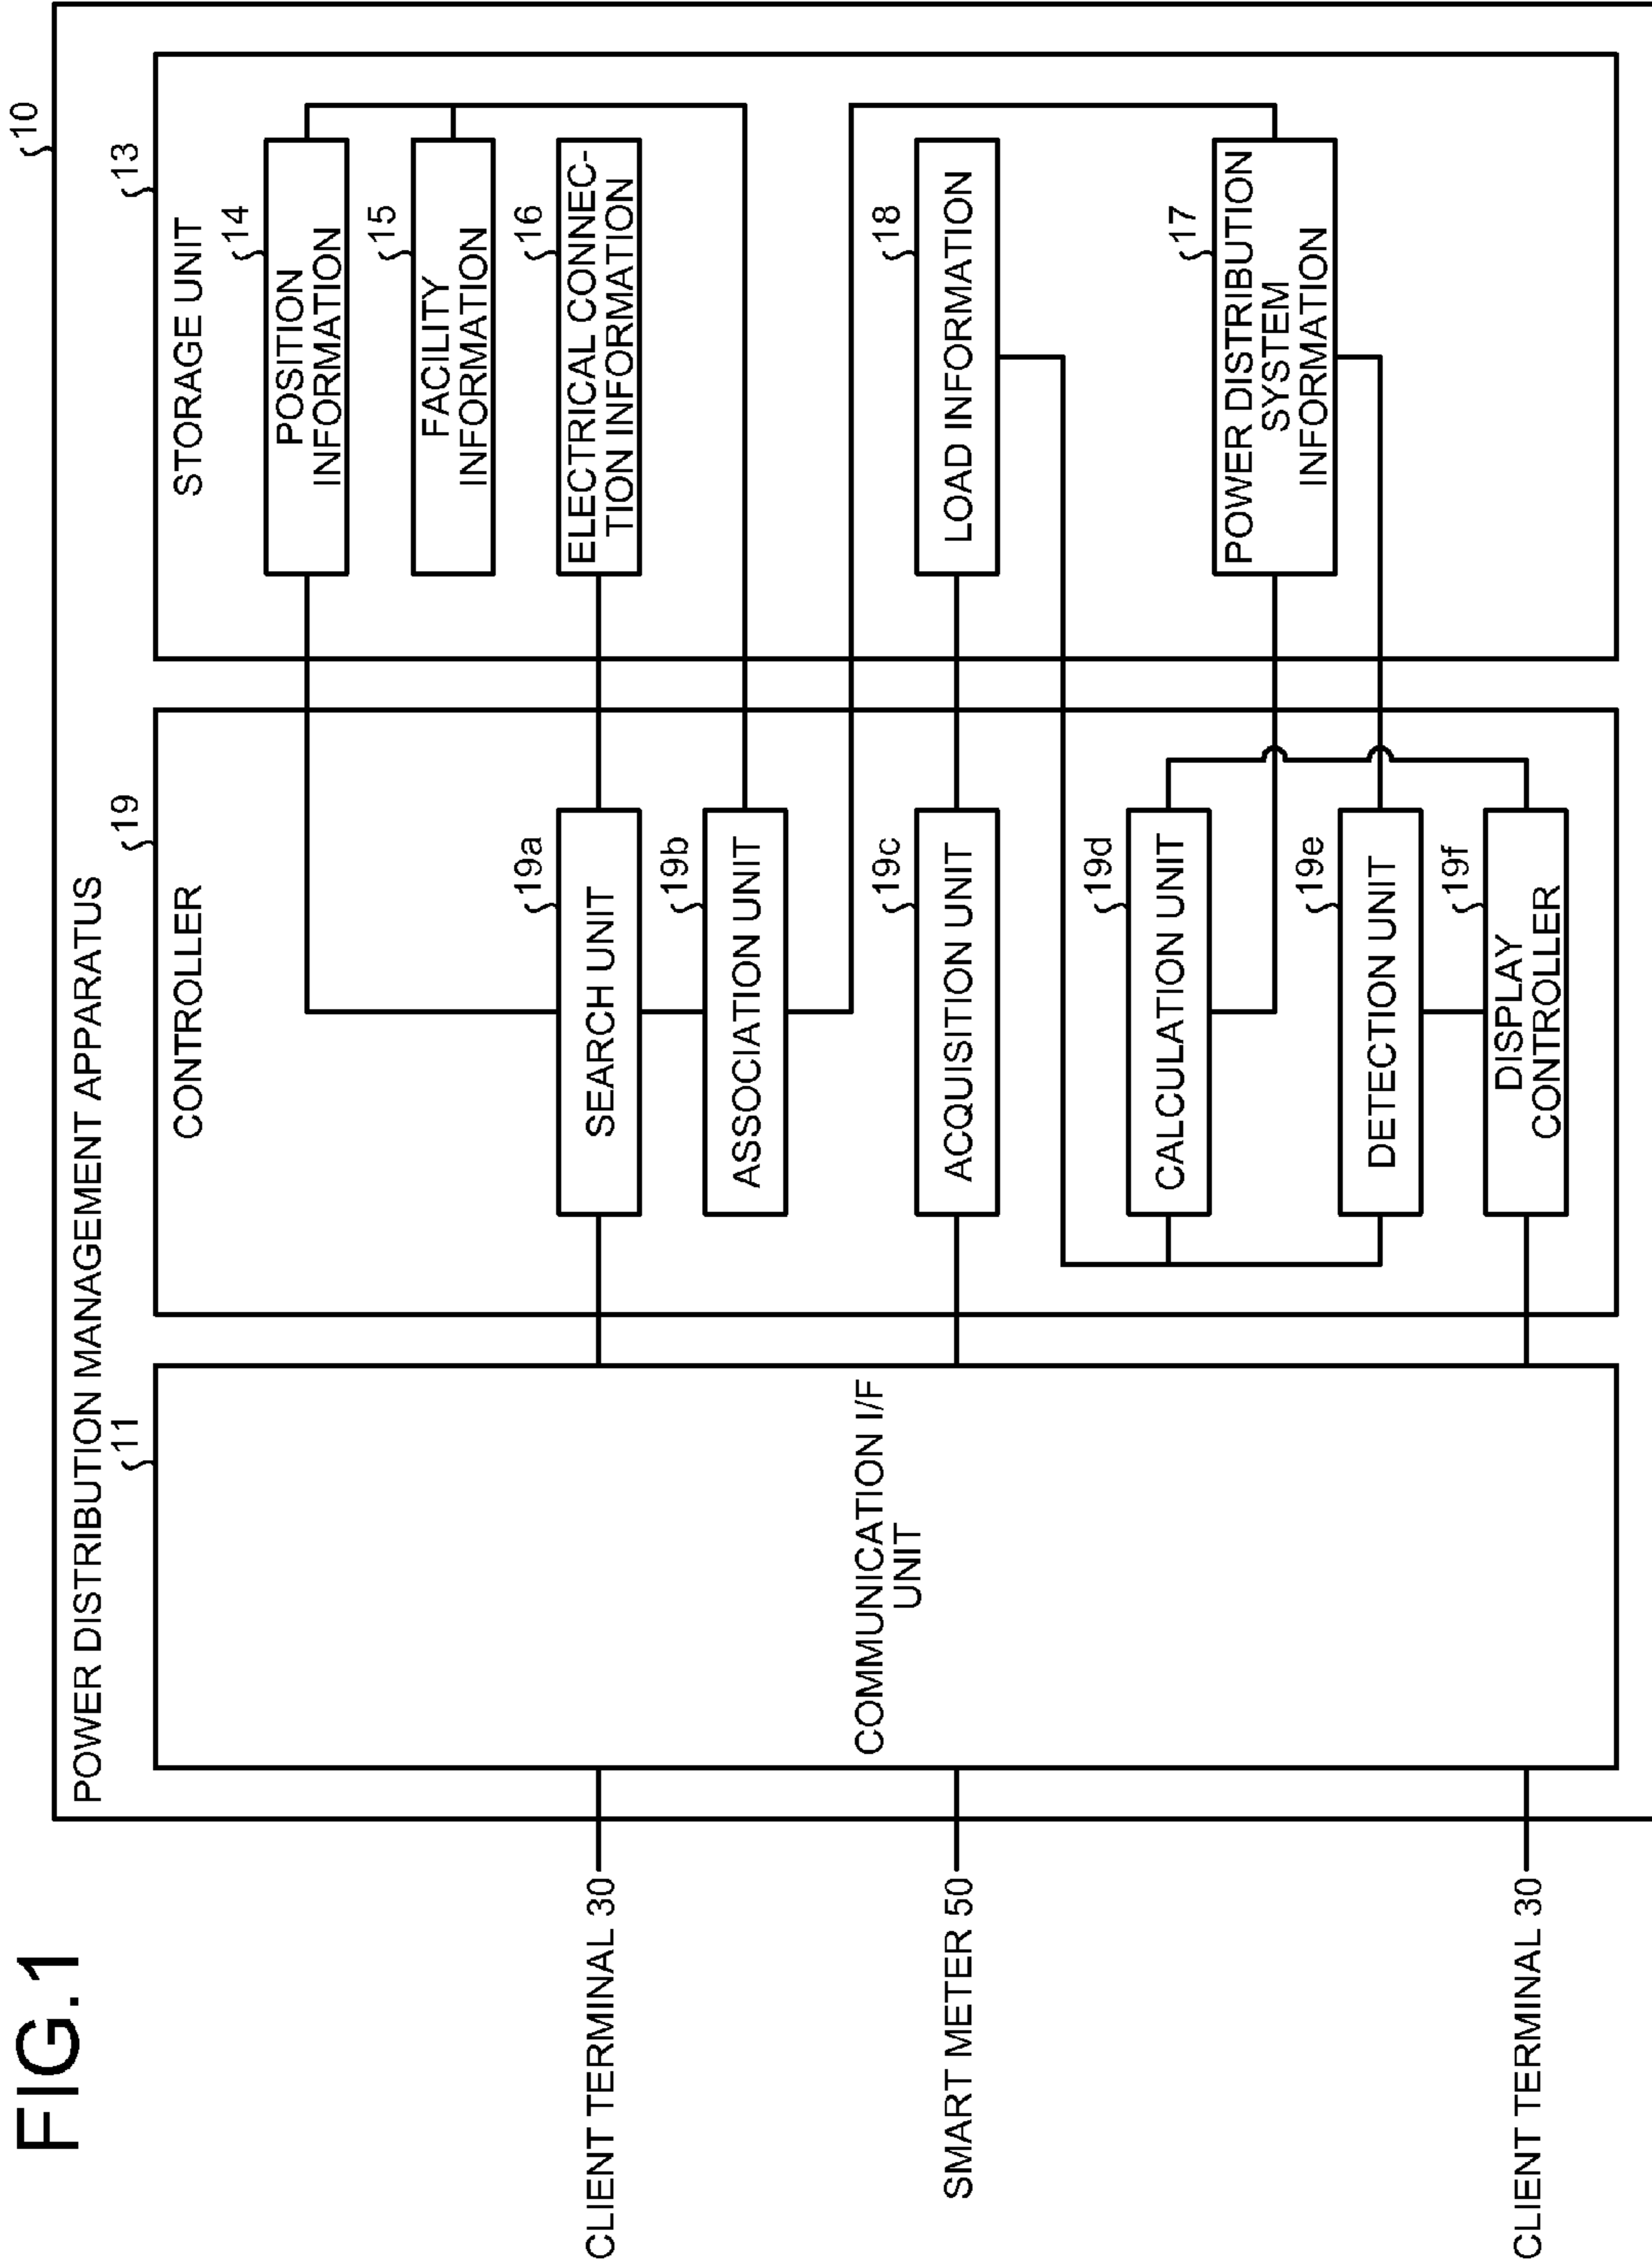 FIG.1
10
POWER DISTRIBUTION MANAGEMENT APPARATUS
11
19
13
COMMUNICATION I/F
UNIT
CONTROLLER
STORAGE UNIT
CLIENT TERMINAL 30
SMART METER 50
CLIENT TERMINAL 30
19a
SEARCH UNIT
19b
ASSOCIATION UNIT
19c
ACQUISITION UNIT
19d
CALCULATION UNIT
19e
DETECTION UNIT
19f
DISPLAY
CONTROLLER
14
POSITION
INFORMATION
15
FACILITY
INFORMATION
16
ELECTRICAL CONNEC-
TION INFORMATION
18
LOAD INFORMATION
17
POWER DISTRIBUTION
SYSTEM
INFORMATION